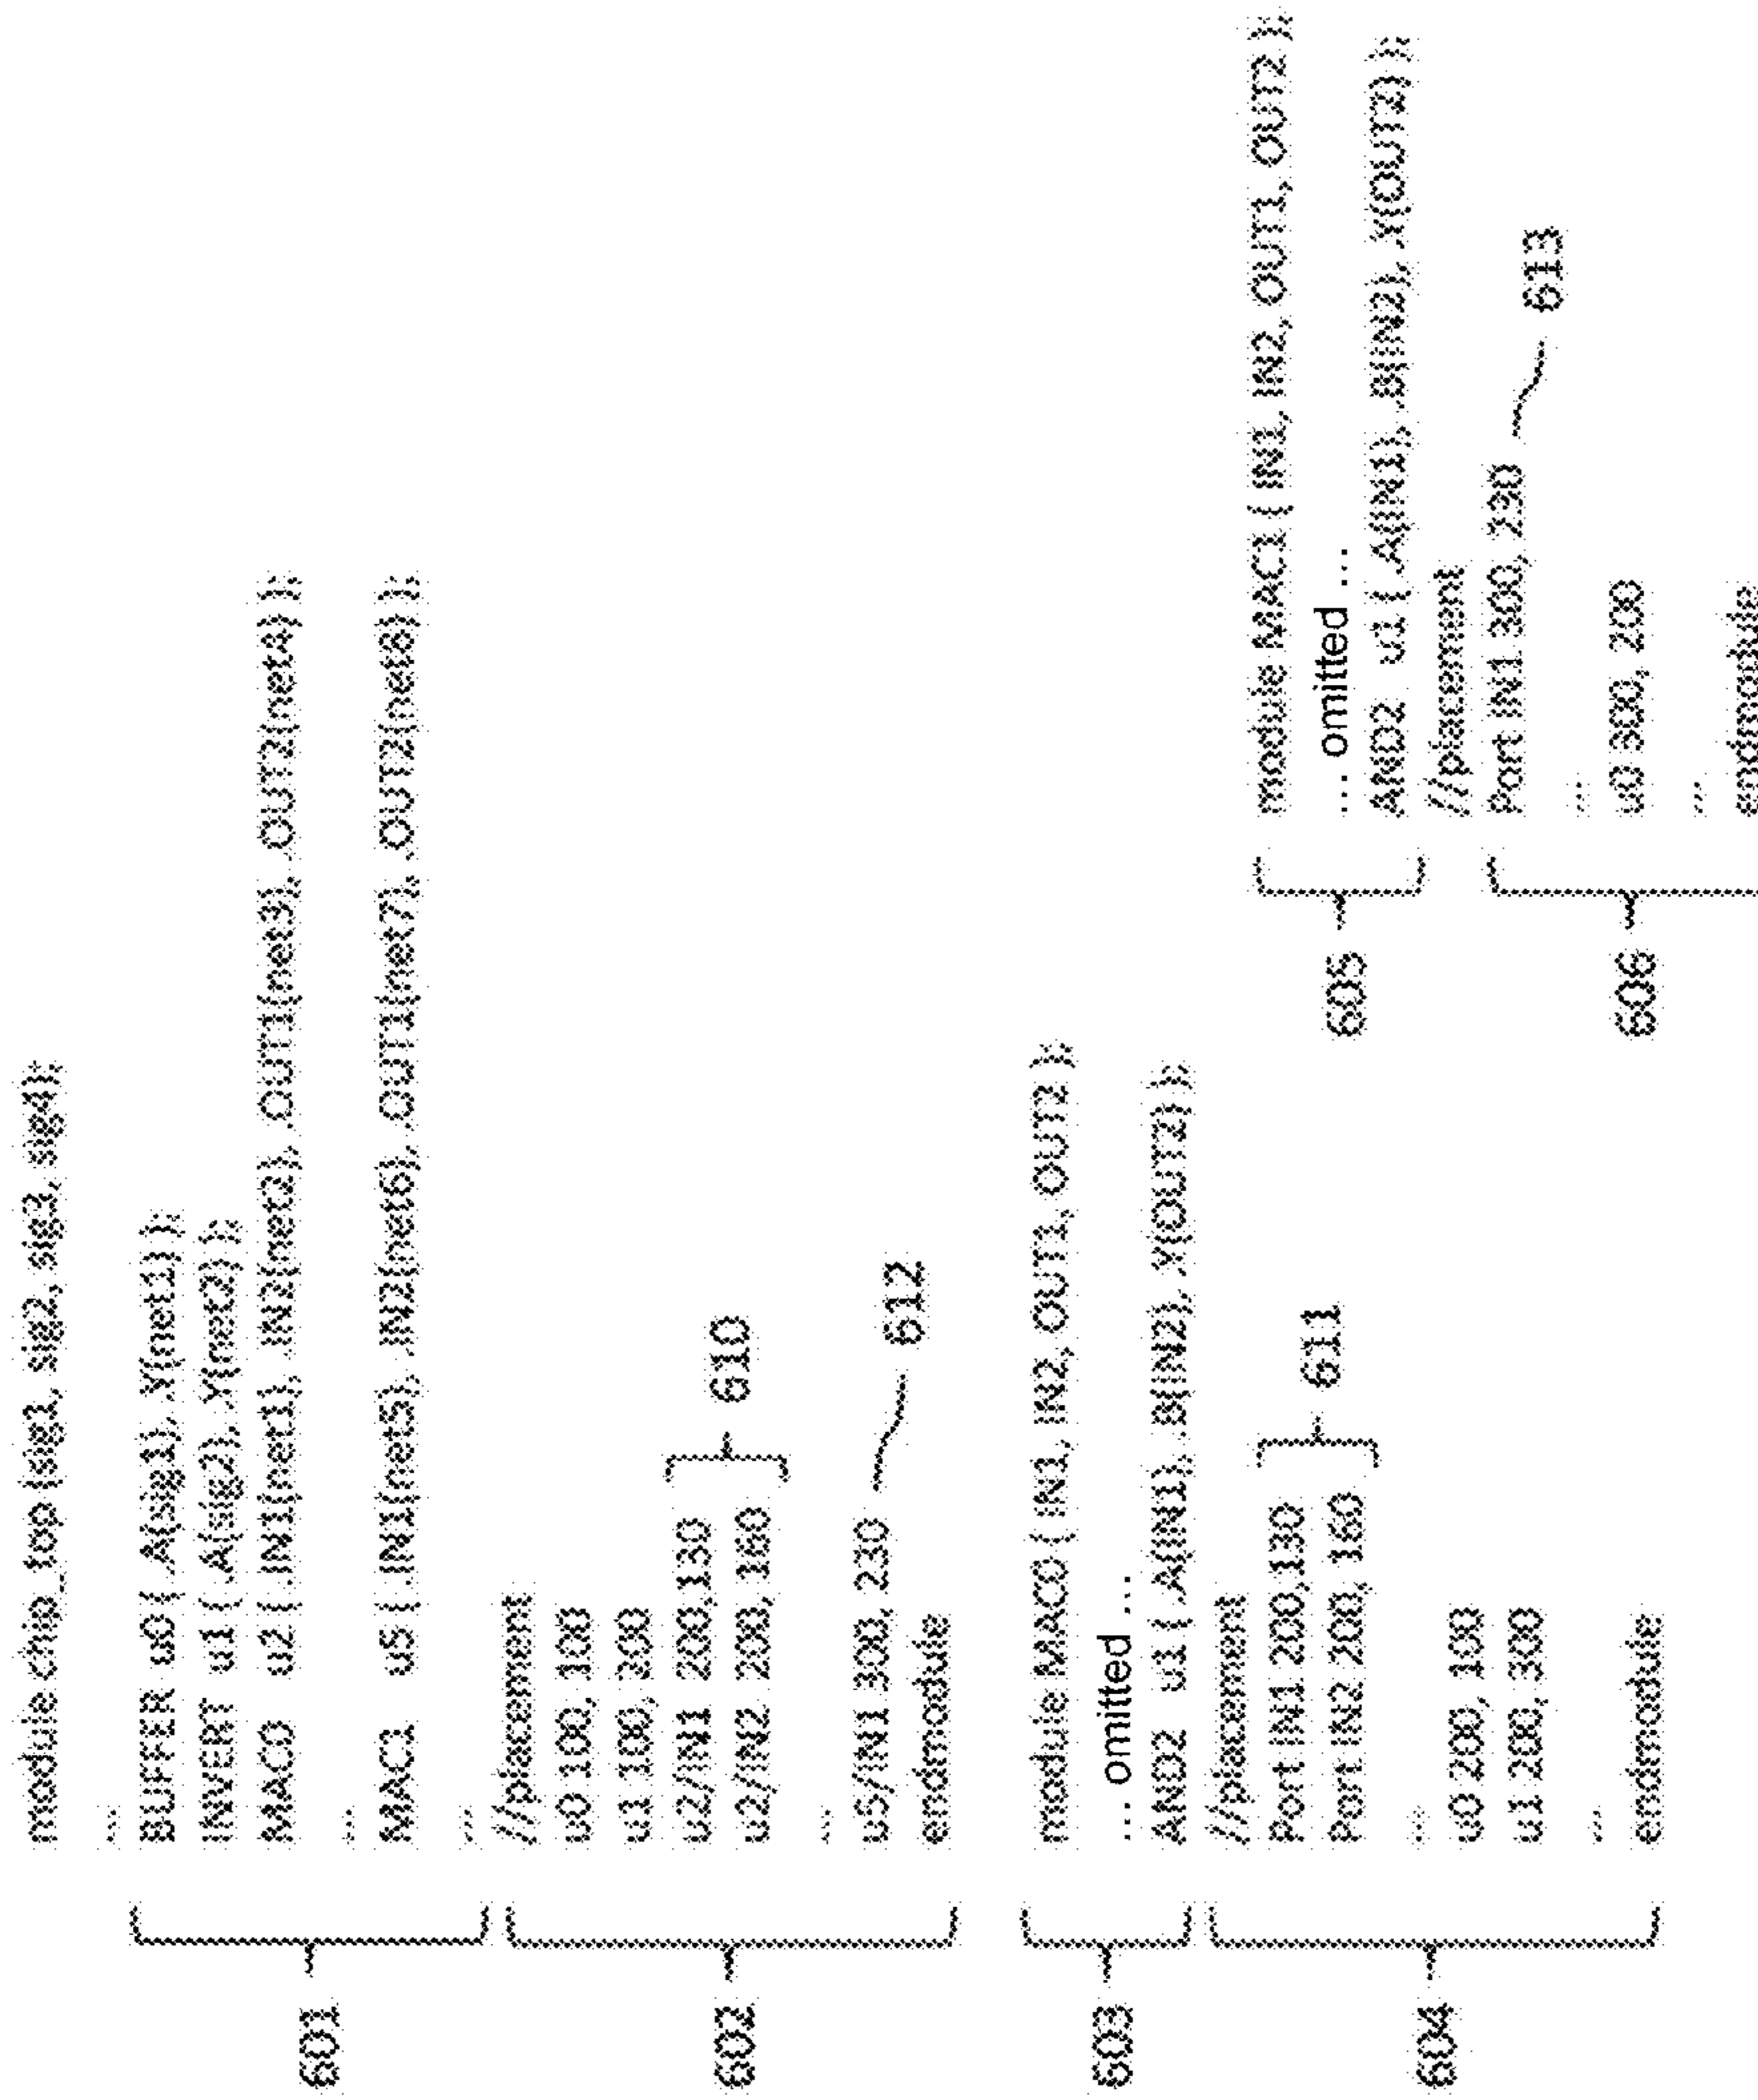 module chip_top (sig1, sig2, sig3, sig4);
...
601
BUFFER u0 ( .A(sig1), .Y(net1) );
INVERT u1 ( .A(sig2), .Y(net2) );
MAC0 u2 ( .IN1(net1), .IN2(net2), .OUT1(net3), .OUT2(net4) );
...
MAC1 u5 ( .IN1(net5), .IN2(net6), .OUT1(net7), .OUT2(net8) );
...
602
//placement
u0 100, 100
u1 100, 300
u2/IN1 200,130
u2/IN2 200, 160
610
...
u5/IN1 300, 230
612
endmodule
603
module MAC0 ( IN1, IN2, OUT1, OUT2 );
... omitted ...
AND2 u1 ( .A(IN1), .B(IN2), .Y(OUT2) );
604
//placement
Port IN1 200,130
Port IN2 200, 160
611
...
u0 200, 100
u1 200, 300
...
endmodule
605
module MAC1 ( IN1, IN2, OUT1, OUT2 );
... omitted ...
AND2 u1 ( .A(IN1), .B(IN2), .Y(OUT2) );
//placement
606
Port IN1 300, 230
613
...
u0 300, 200
...
endmodule